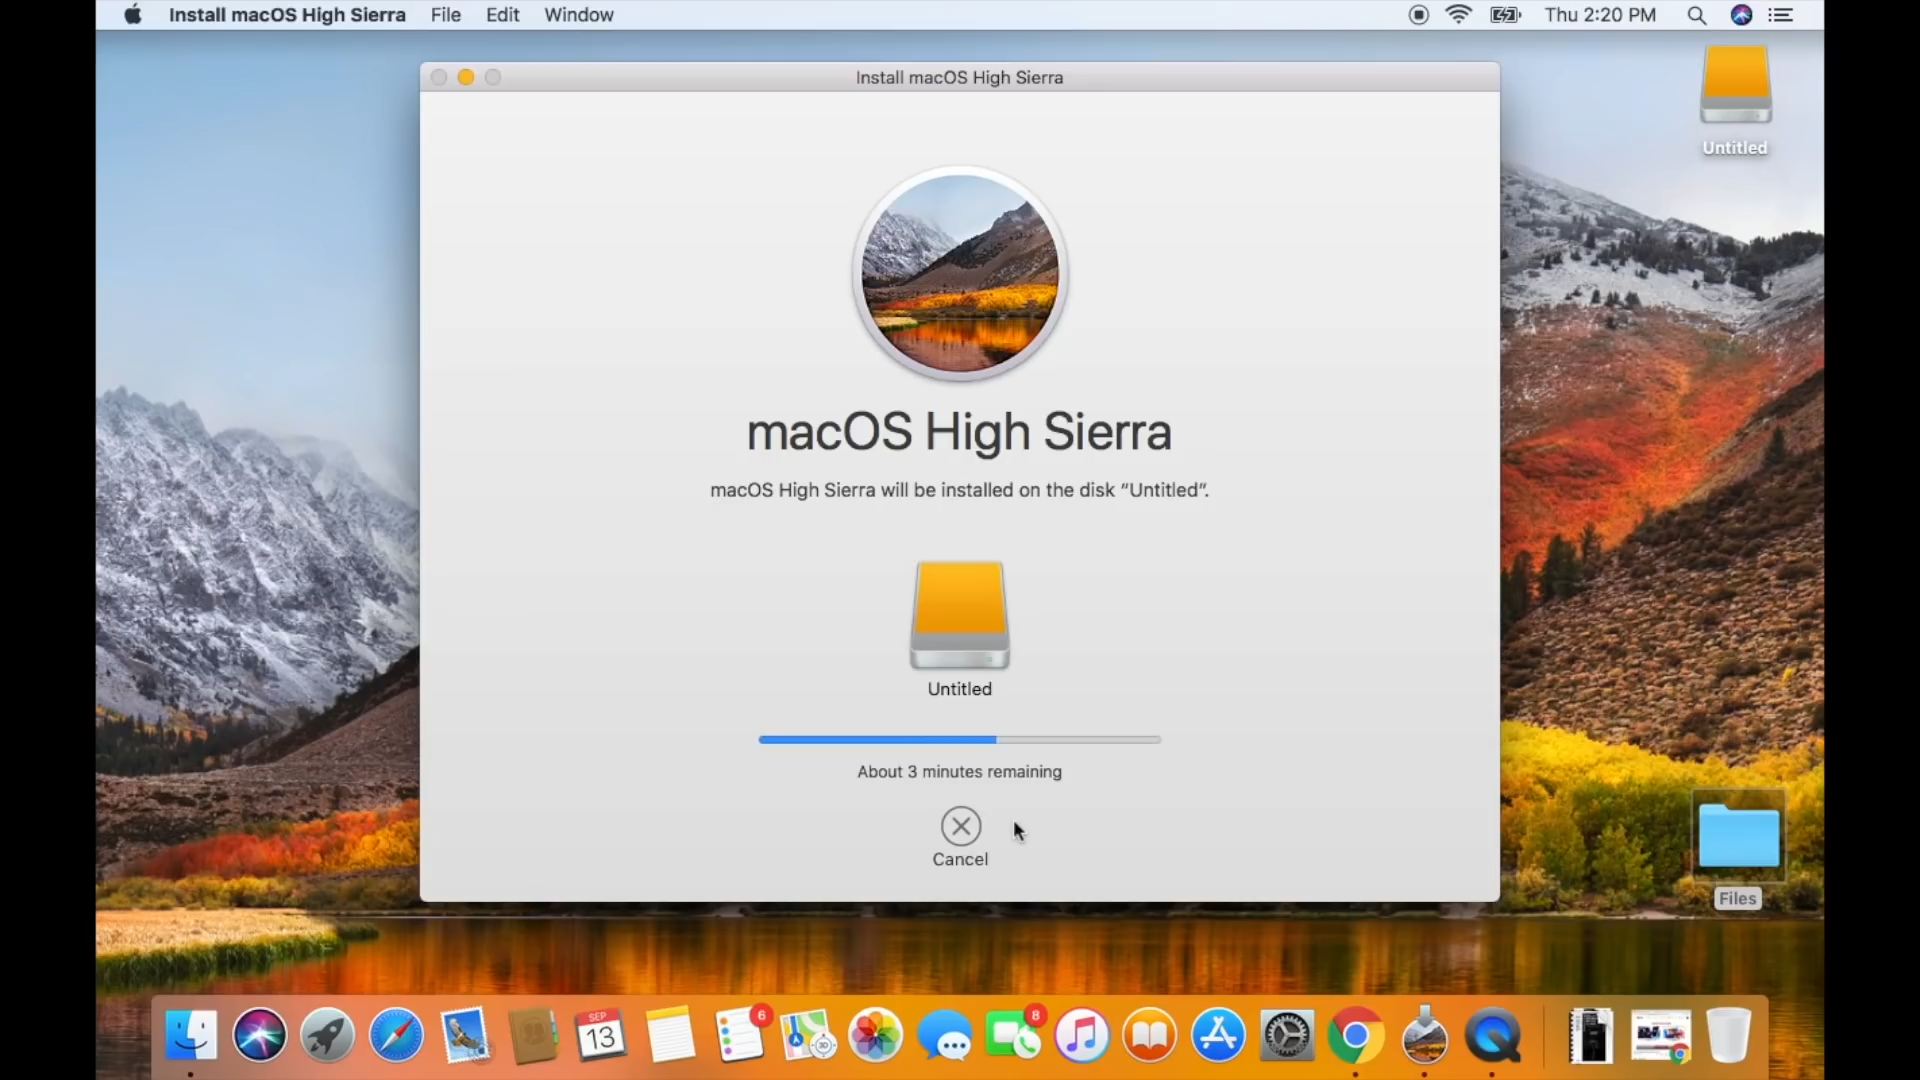 Install macOS High Sierra File Edit Window Thu 2:20 PM
Install macOS High Sierra
Untitled
macOS High Sierra
macOS High Sierra will be installed on the disk “Untitled”.
Untitled
About 3 minutes remaining
Cancel
Files
SEP
13
6
3D
8